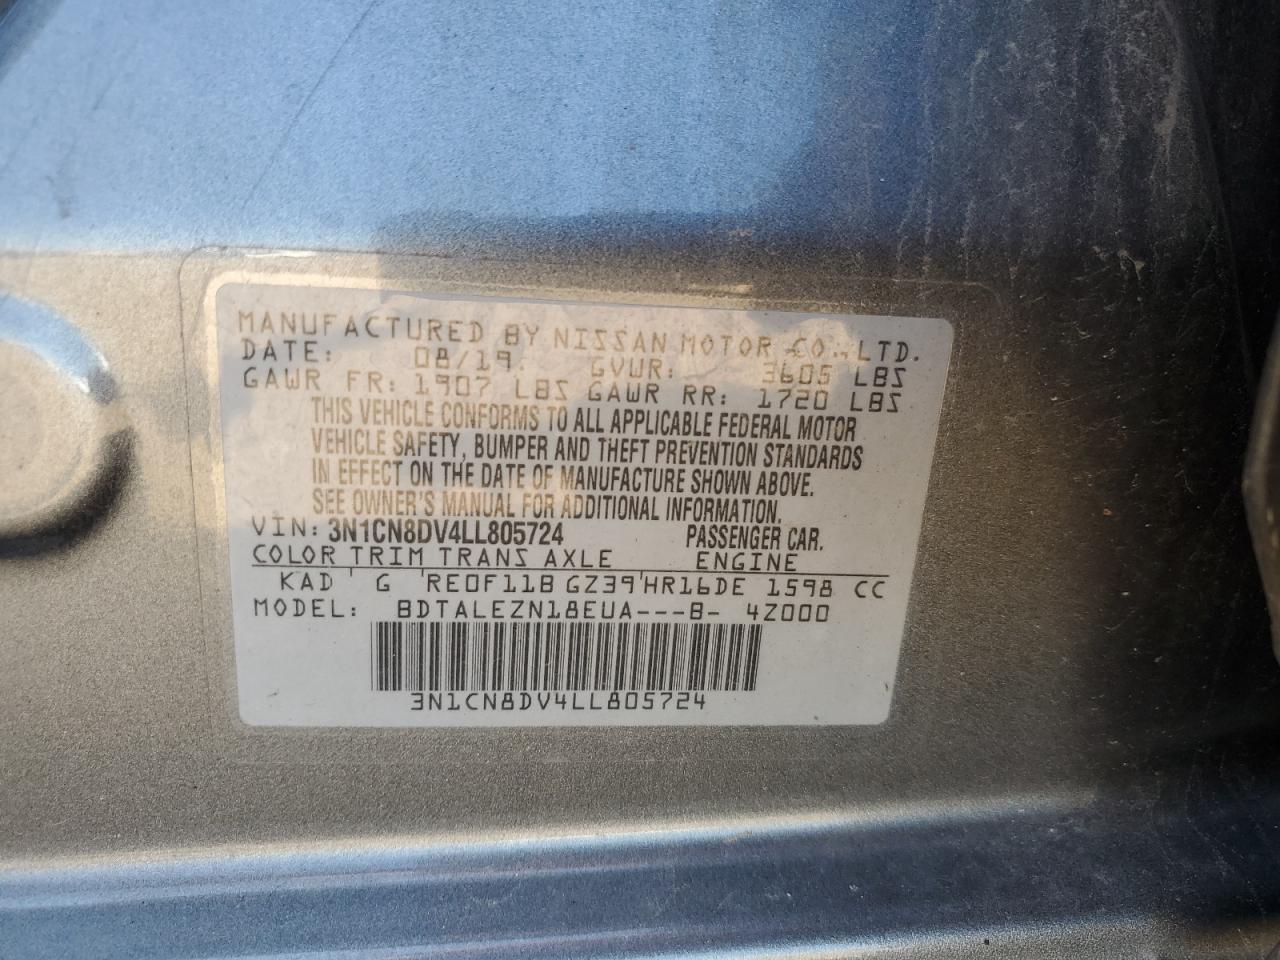 MANUFACTURED BY NISSAN MOTOR CO.,LTD.
DATE: 08/19. GVWR: 3605 LBS
GAWR FR: 1907 LBS GAWR RR: 1720 LBS
THIS VEHICLE CONFORMS TO ALL APPLICABLE FEDERAL MOTOR
VEHICLE SAFETY, BUMPER AND THEFT PREVENTION STANDARDS
IN EFFECT ON THE DATE OF MANUFACTURE SHOWN ABOVE.
SEE OWNER'S MANUAL FOR ADDITIONAL INFORMATION.
VIN: 3N1CN8DV4LL805724 PASSENGER CAR.
COLOR TRIM TRANS AXLE ENGINE
KAD G RE0F11B GZ39 HR16DE 1598 CC
MODEL: BDTALEZN18EUA---B- 4Z000
3N1CN8DV4LL805724